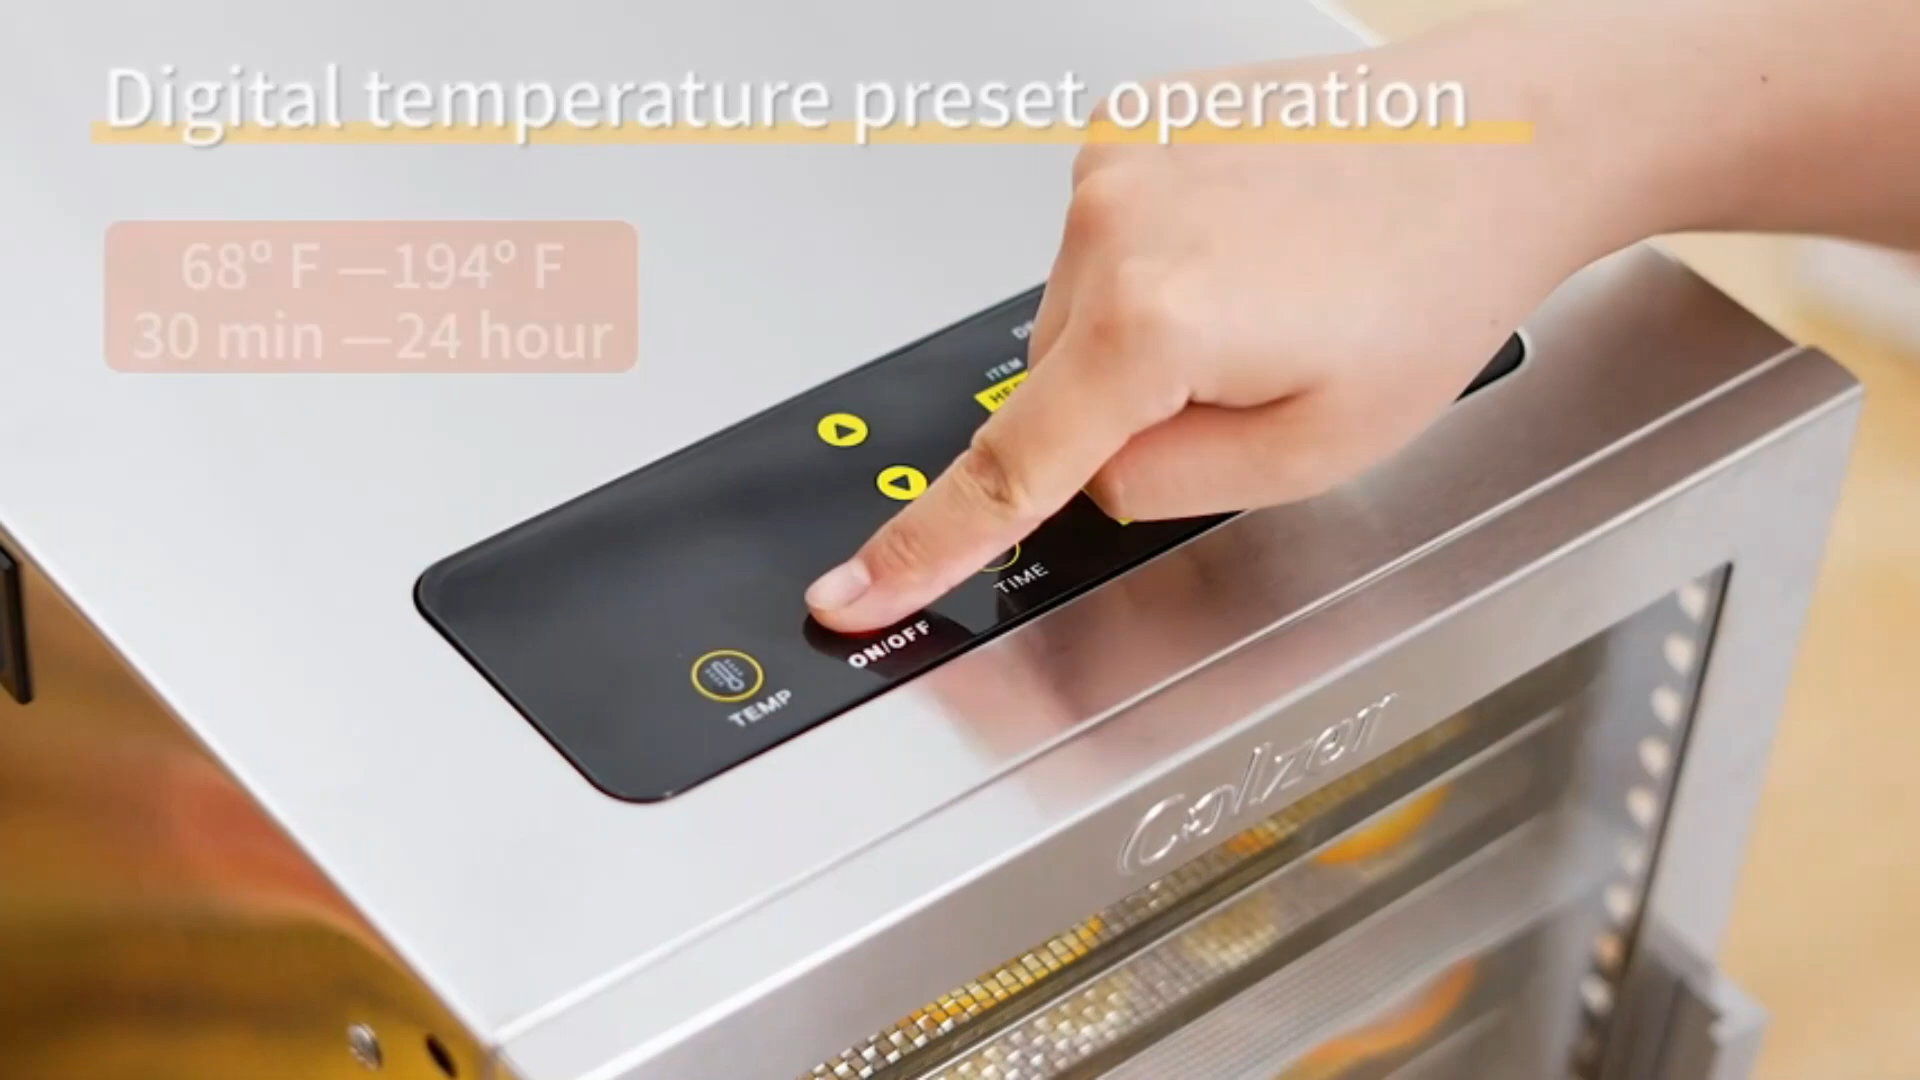 Digital temperature preset operation
68° F —194° F
30 min —24 hour
ITEM
TIME
ON/OFF
TEMP
Colzer